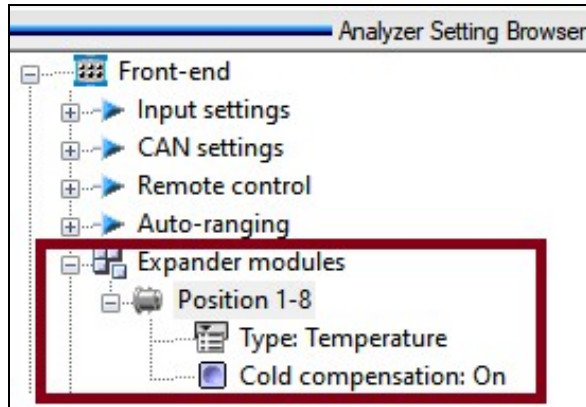 Analyzer Setting Browser
Front-end
Input settings
CAN settings
Remote control
Auto-ranging
Expander modules
Position 1-8
Type: Temperature
Cold compensation: On